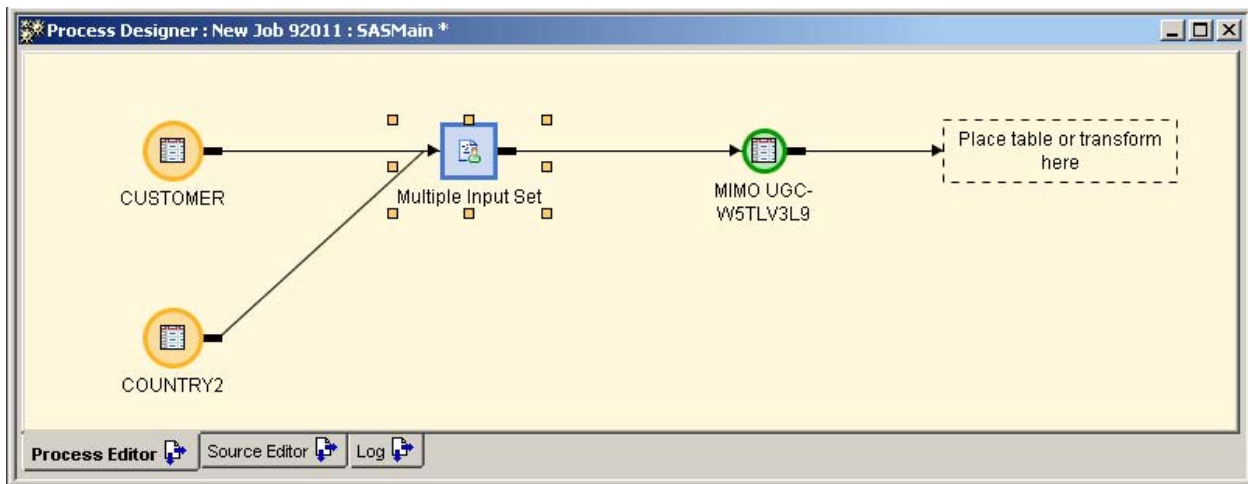 Process Designer : New Job 92011 : SASMain *
CUSTOMER
Multiple Input Set
MIMO UGC-
W5TLV3L9
Place table or transform
here
COUNTRY2
Process Editor
Source Editor
Log